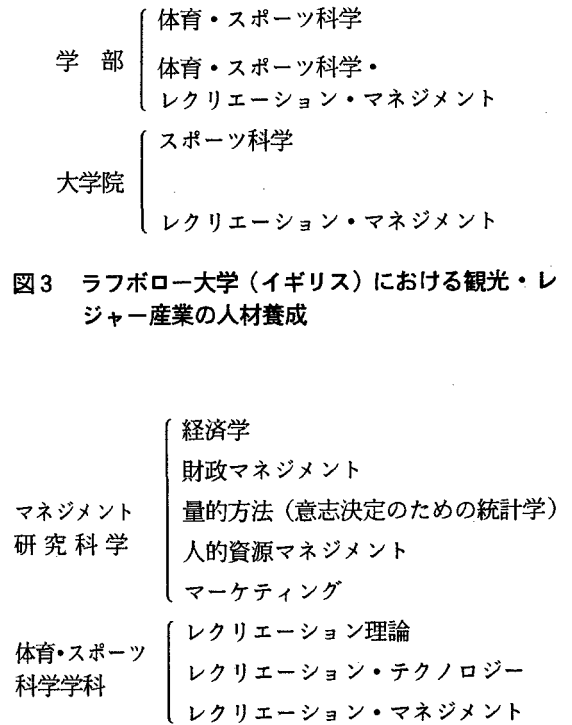 学 部
体育・スポーツ科学
体育・スポーツ科学・
レクリエーション・マネジメント
大学院
スポーツ科学
レクリエーション・マネジメント
図3 ラフボロー大学（イギリス）における観光・レ
ジャー産業の人材養成
マネジメント
研究科学
経済学
財政マネジメント
量的方法（意志決定のための統計学）
人的資源マネジメント
マーケティング
体育・スポーツ
科学学科
レクリエーション理論
レクリエーション・テクノロジー
レクリエーション・マネジメント